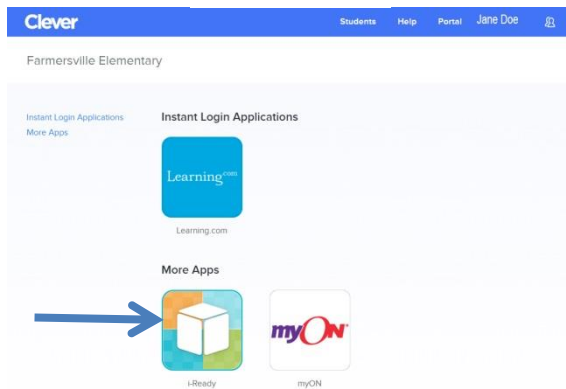 Clever
Students Help Portal Jane Doe
Farmersville Elementary
Instant Login Applications
More Apps
Instant Login Applications
Learning.com
Learning.com
More Apps
myON
i-Ready myON